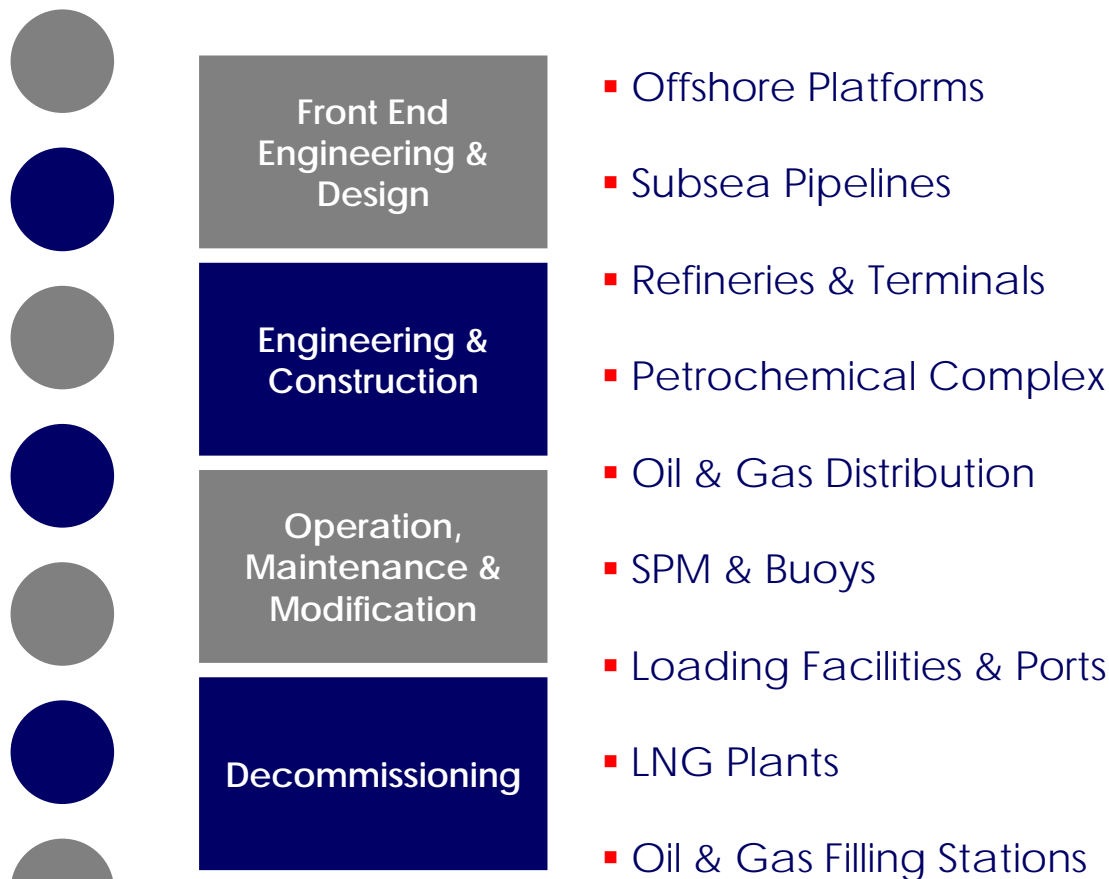 Front End
Engineering &
Design
Engineering &
Construction
Operation,
Maintenance &
Modification
Decommissioning
▪ Offshore Platforms
▪ Subsea Pipelines
▪ Refineries & Terminals
▪ Petrochemical Complex
▪ Oil & Gas Distribution
▪ SPM & Buoys
▪ Loading Facilities & Ports
▪ LNG Plants
▪ Oil & Gas Filling Stations